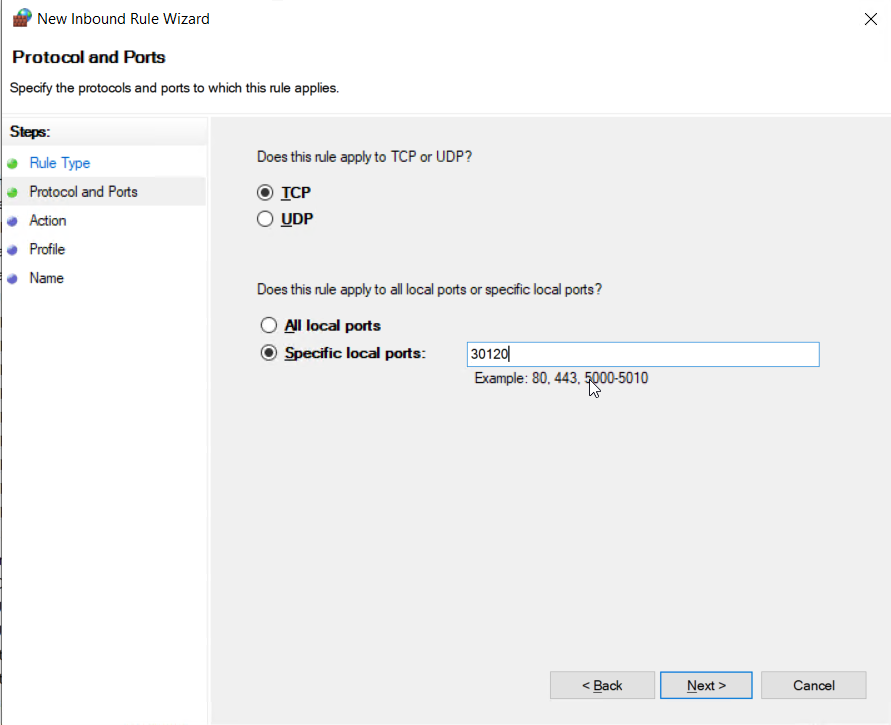 New Inbound Rule Wizard
Protocol and Ports
Specify the protocols and ports to which this rule applies.
Steps:
Rule Type
Protocol and Ports
Action
Profile
Name
Does this rule apply to TCP or UDP?
TCP
UDP
Does this rule apply to all local ports or specific local ports?
All local ports
Specific local ports: 30120
Example: 80, 443, 5000-5010
< Back Next > Cancel